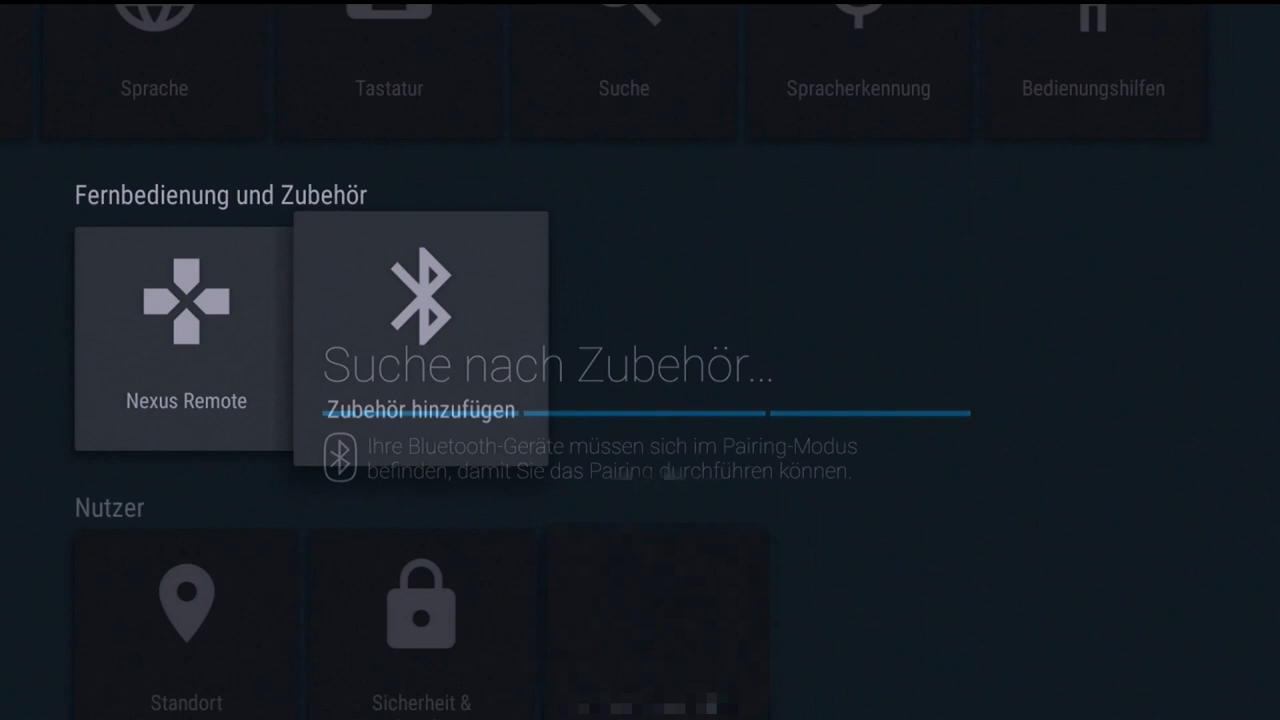 Sprache
Tastatur
Suche
Spracherkennung
Bedienungshilfen
Fernbedienung und Zubehör
Nexus Remote
Suche nach Zubehör...
Zubehör hinzufügen
Ihre Bluetooth-Geräte müssen sich im Pairing-Modus
befinden, damit Sie das Pairing durchführen können.
Nutzer
Standort
Sicherheit &